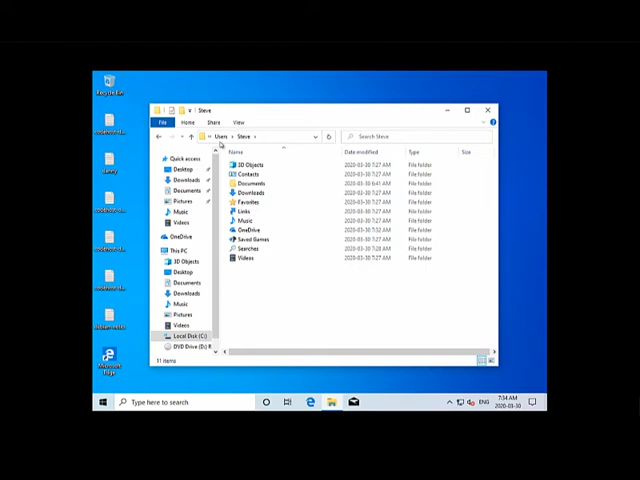 Steve
File Home Share View
Users › Steve ›
Search Steve
Name Date modified Type Size
Quick access
Desktop
Downloads
Documents
Pictures
Music
Videos
OneDrive
This PC
3D Objects
Desktop
Documents
Downloads
Music
Pictures
Videos
Local Disk (C:)
DVD Drive (D:) R
3D Objects 2020-03-30 7:27 AM File folder
Contacts 2020-03-30 7:27 AM File folder
Documents 2020-03-30 6:41 AM File folder
Downloads 2020-03-30 7:27 AM File folder
Favorites 2020-03-30 7:27 AM File folder
Links 2020-03-30 7:27 AM File folder
Music 2020-03-30 7:27 AM File folder
OneDrive 2020-03-30 7:32 AM File folder
Saved Games 2020-03-30 7:27 AM File folder
Searches 2020-03-30 7:28 AM File folder
Videos 2020-03-30 7:27 AM File folder
11 items
Recycle Bin
Microsoft Edge
Type here to search
ENG
7:34 AM
2020-03-30